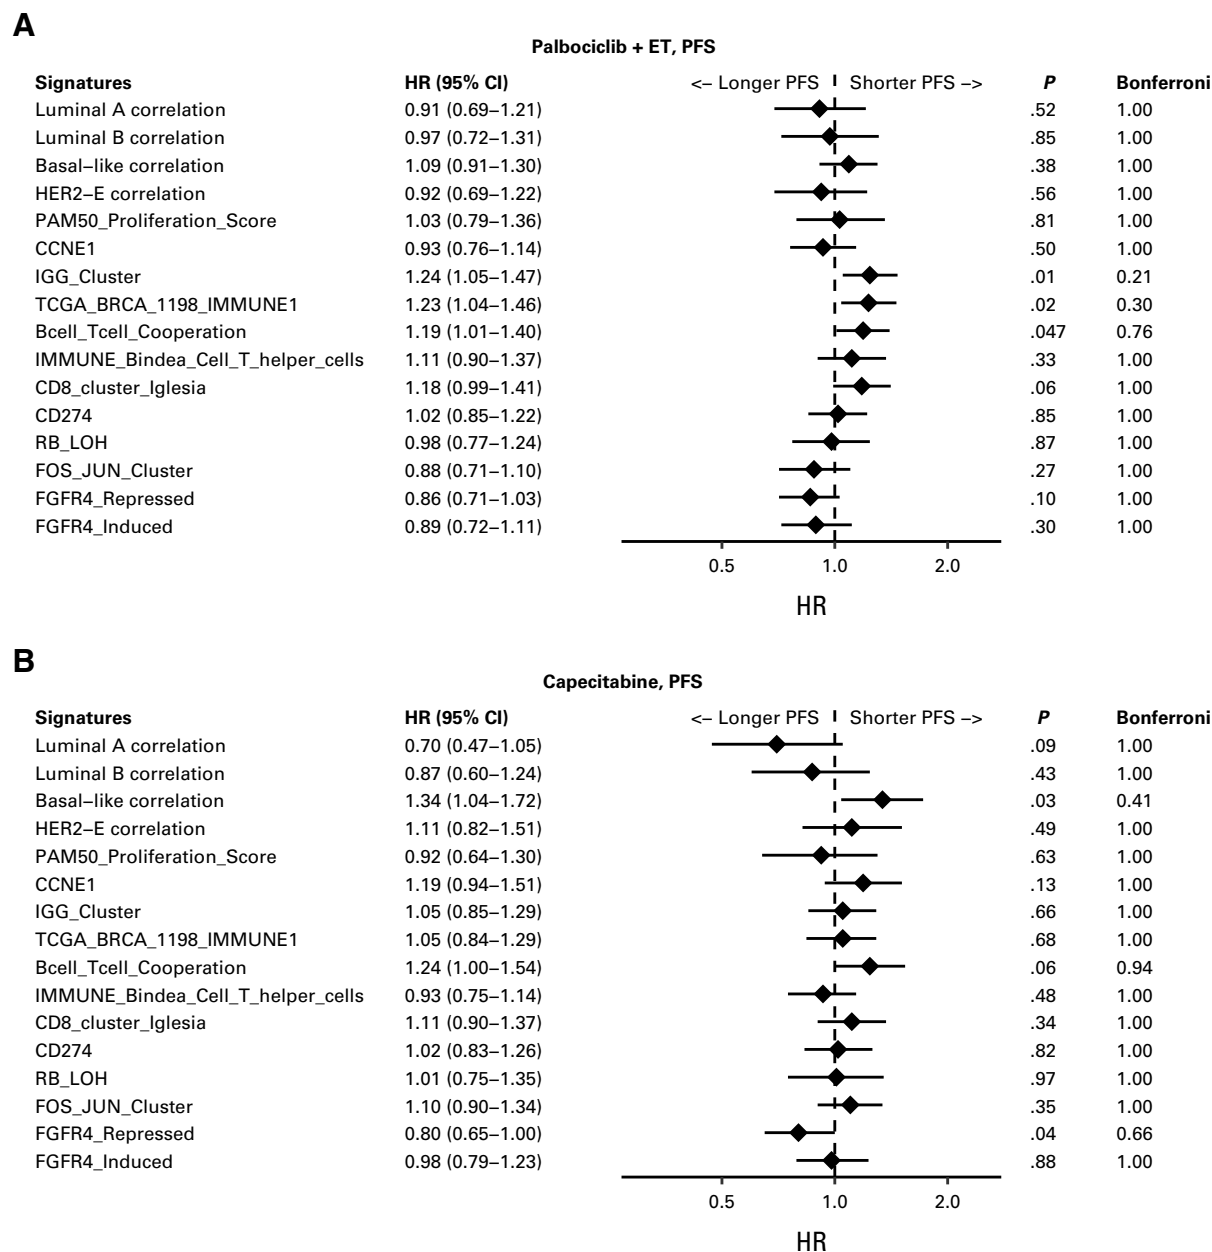 A
Palbociclib + ET, PFS
Signatures HR (95% CI) <– Longer PFS Shorter PFS –> P Bonferroni
Luminal A correlation 0.91 (0.69–1.21) .52 1.00
Luminal B correlation 0.97 (0.72–1.31) .85 1.00
Basal–like correlation 1.09 (0.91–1.30) .38 1.00
HER2–E correlation 0.92 (0.69–1.22) .56 1.00
PAM50_Proliferation_Score 1.03 (0.79–1.36) .81 1.00
CCNE1 0.93 (0.76–1.14) .50 1.00
IGG_Cluster 1.24 (1.05–1.47) .01 0.21
TCGA_BRCA_1198_IMMUNE1 1.23 (1.04–1.46) .02 0.30
Bcell_Tcell_Cooperation 1.19 (1.01–1.40) .047 0.76
IMMUNE_Bindea_Cell_T_helper_cells 1.11 (0.90–1.37) .33 1.00
CD8_cluster_Iglesia 1.18 (0.99–1.41) .06 1.00
CD274 1.02 (0.85–1.22) .85 1.00
RB_LOH 0.98 (0.77–1.24) .87 1.00
FOS_JUN_Cluster 0.88 (0.71–1.10) .27 1.00
FGFR4_Repressed 0.86 (0.71–1.03) .10 1.00
FGFR4_Induced 0.89 (0.72–1.11) .30 1.00
0.5 1.0 2.0
HR
B
Capecitabine, PFS
Signatures HR (95% CI) <– Longer PFS Shorter PFS –> P Bonferroni
Luminal A correlation 0.70 (0.47–1.05) .09 1.00
Luminal B correlation 0.87 (0.60–1.24) .43 1.00
Basal–like correlation 1.34 (1.04–1.72) .03 0.41
HER2–E correlation 1.11 (0.82–1.51) .49 1.00
PAM50_Proliferation_Score 0.92 (0.64–1.30) .63 1.00
CCNE1 1.19 (0.94–1.51) .13 1.00
IGG_Cluster 1.05 (0.85–1.29) .66 1.00
TCGA_BRCA_1198_IMMUNE1 1.05 (0.84–1.29) .68 1.00
Bcell_Tcell_Cooperation 1.24 (1.00–1.54) .06 0.94
IMMUNE_Bindea_Cell_T_helper_cells 0.93 (0.75–1.14) .48 1.00
CD8_cluster_Iglesia 1.11 (0.90–1.37) .34 1.00
CD274 1.02 (0.83–1.26) .82 1.00
RB_LOH 1.01 (0.75–1.35) .97 1.00
FOS_JUN_Cluster 1.10 (0.90–1.34) .35 1.00
FGFR4_Repressed 0.80 (0.65–1.00) .04 0.66
FGFR4_Induced 0.98 (0.79–1.23) .88 1.00
0.5 1.0 2.0
HR